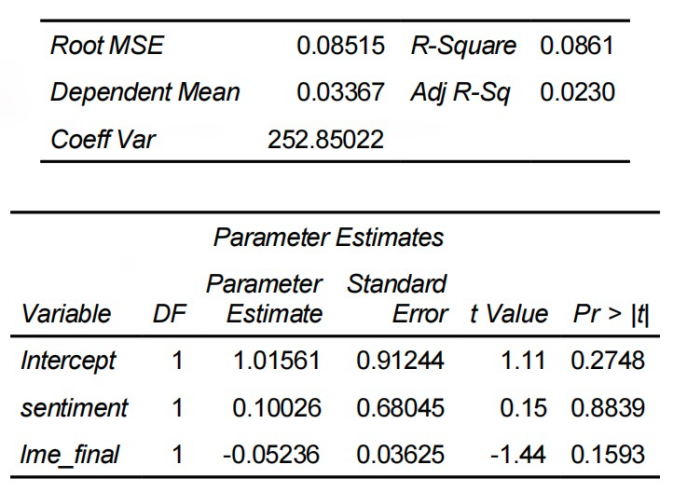 Root MSE 0.08515 R-Square 0.0861
Dependent Mean 0.03367 Adj R-Sq 0.0230
Coeff Var 252.85022
Parameter Estimates
Variable DF Parameter Estimate Standard Error t Value Pr > |t|
Intercept 1 1.01561 0.91244 1.11 0.2748
sentiment 1 0.10026 0.68045 0.15 0.8839
lme_final 1 -0.05236 0.03625 -1.44 0.1593